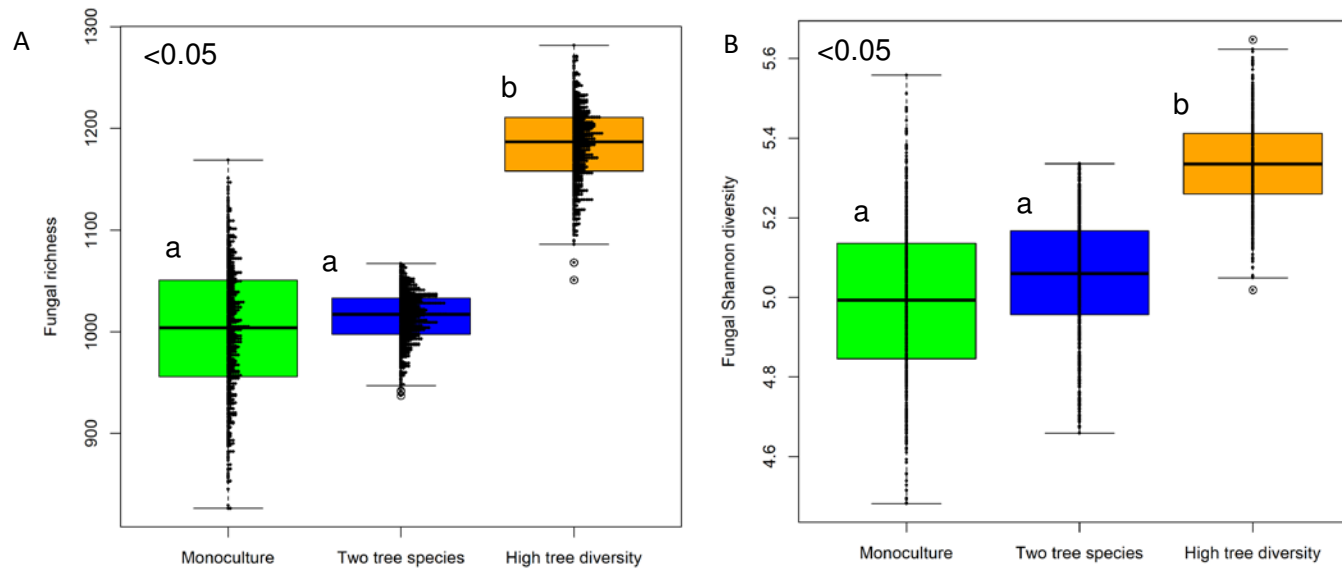 A
<0.05
Fungal richness
1300
1200
1100
1000
900
a
a
b
Monoculture
Two tree species
High tree diversity
B
<0.05
Fungal Shannon diversity
5.6
5.4
5.2
5.0
4.8
4.6
a
a
b
Monoculture
Two tree species
High tree diversity